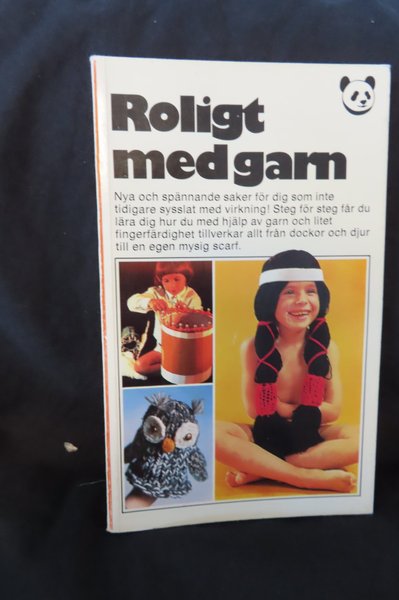 Roligt
med garn
Nya och spännande saker för dig som inte
tidigare sysslat med virkning! Steg för steg får du
lära dig hur du med hjälp av garn och litet
fingerfärdighet tillverkar allt från dockor och djur
till en egen mysig scarf.